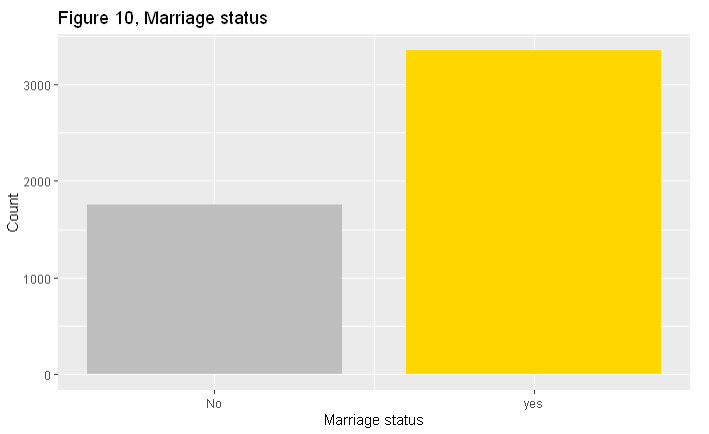 Figure 10, Marriage status
3000
2000
1000
0
Count
No
yes
Marriage status